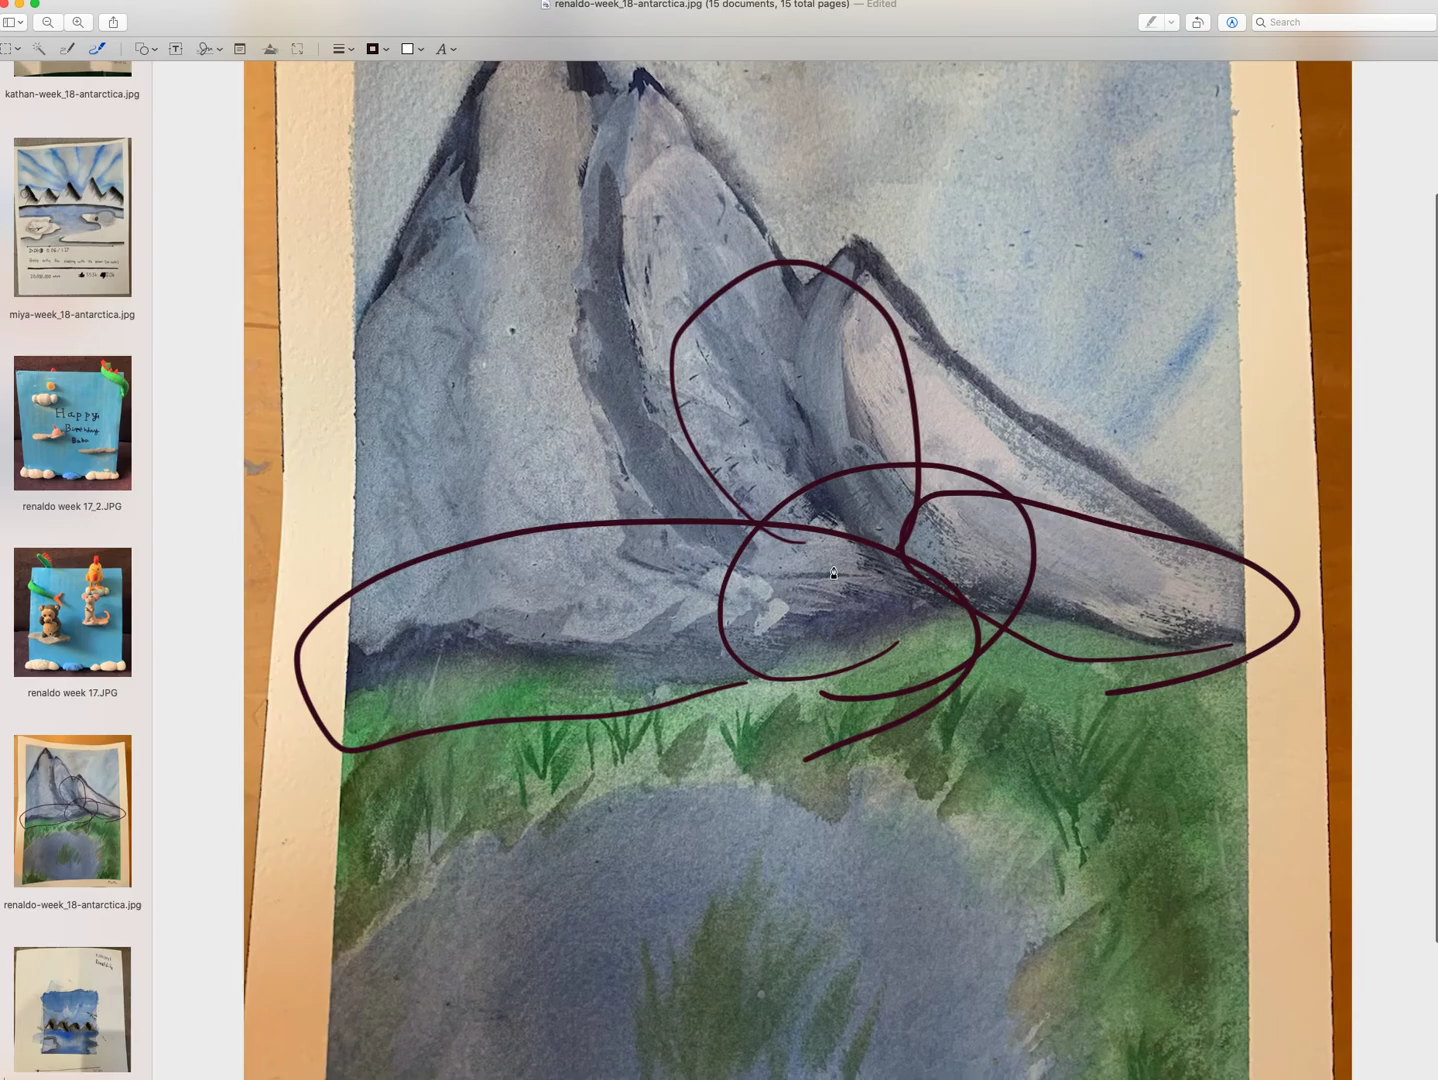 renaldo-week_18-antarctica.jpg (15 documents, 15 total pages) — Edited
Search
kathan-week_18-antarctica.jpg
miya-week_18-antarctica.jpg
Happy
Birthday
renaldo week 17_2.JPG
renaldo week 17.JPG
renaldo-week_18-antarctica.jpg